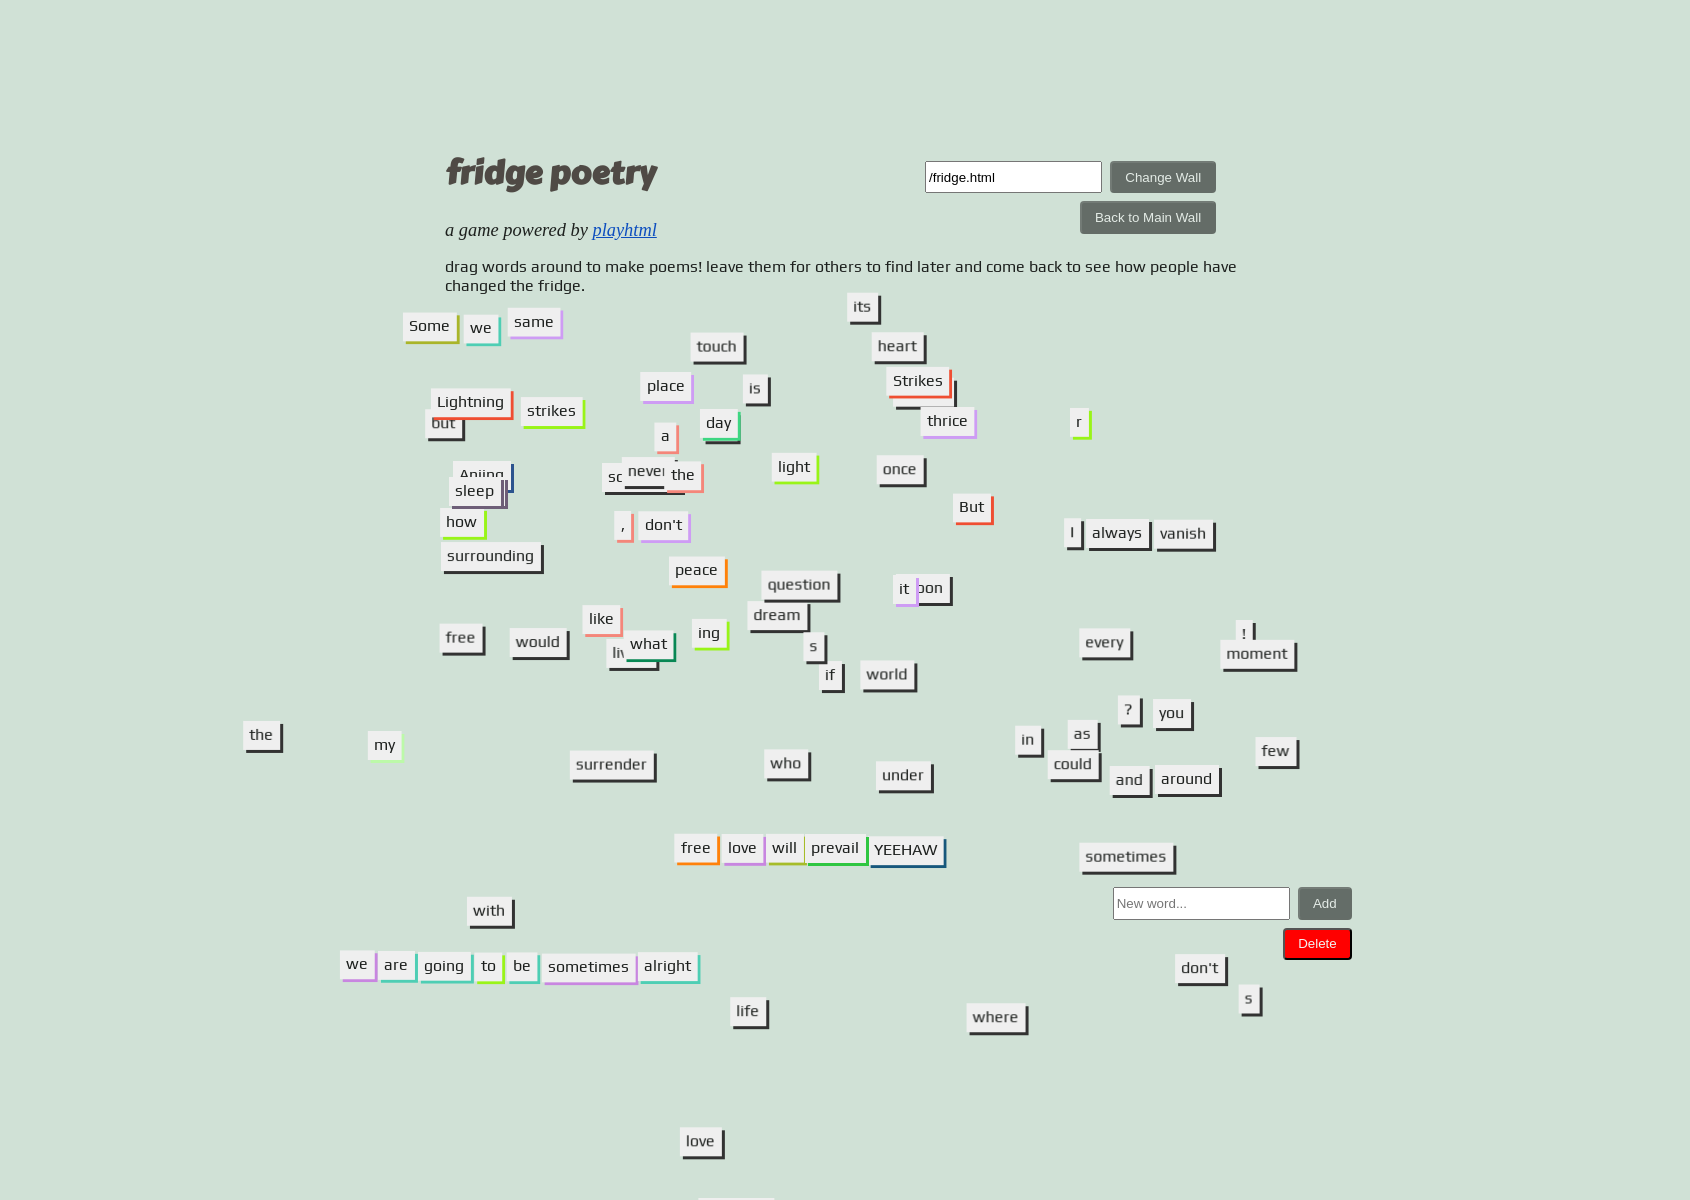 fridge poetry
/fridge.html
Change Wall
Back to Main Wall
a game powered by playhtml
drag words around to make poems! leave them for others to find later and come back to see how people have
changed the fridge.
its
Some we same
touch
heart
place
is
Strikes
Lightning
strikes
but
day
thrice
r
a
light
once
never
the
sleep
But
how
, don't
I always vanish
surrounding
peace
question
it
like
dream
free
would
what
ing
s
every
!
moment
if
world
?
you
the
my
in
as
surrender
who
under
could
few
and around
free love will prevail YEEHAW
sometimes
New word...
Add
with
Delete
we are going to be sometimes alright
don't
s
life
where
love